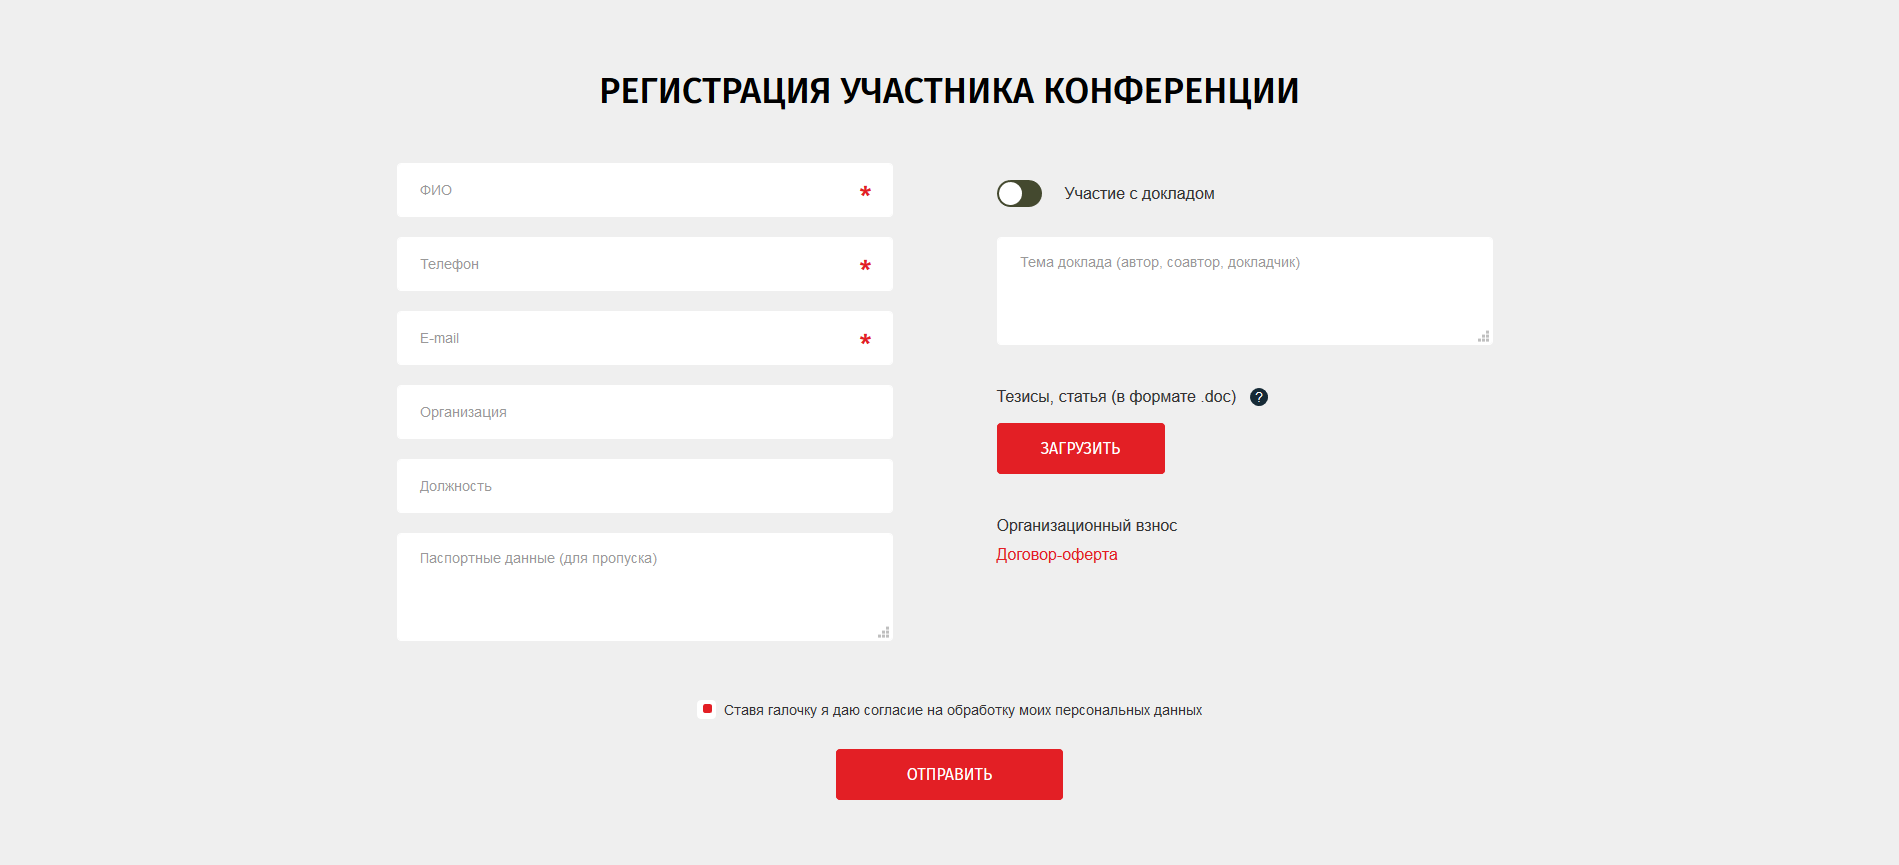 РЕГИСТРАЦИЯ УЧАСТНИКА КОНФЕРЕНЦИИ
ФИО *
Телефон *
E-mail *
Организация
Должность
Паспортные данные (для пропуска)
Участие с докладом
Тема доклада (автор, соавтор, докладчик)
Тезисы, статья (в формате .doc) ?
ЗАГРУЗИТЬ
Организационный взнос
Договор-оферта
Ставя галочку я даю согласие на обработку моих персональных данных
ОТПРАВИТЬ